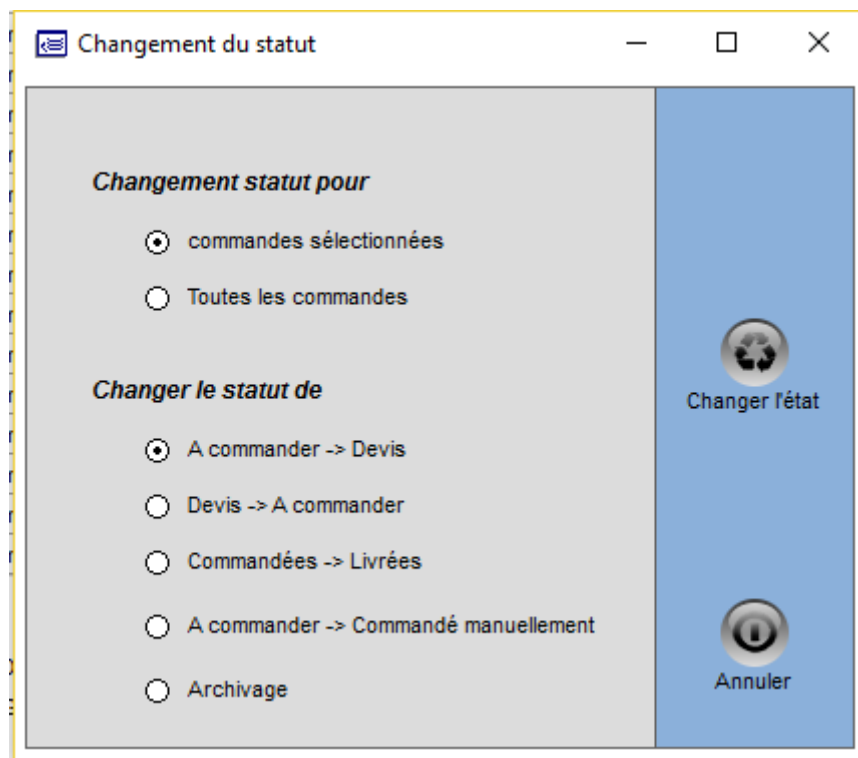 Changement du statut
Changement statut pour
commandes sélectionnées
Toutes les commandes
Changer le statut de
A commander -> Devis
Devis -> A commander
Commandées -> Livrées
A commander -> Commandé manuellement
Archivage
Changer l'état
Annuler